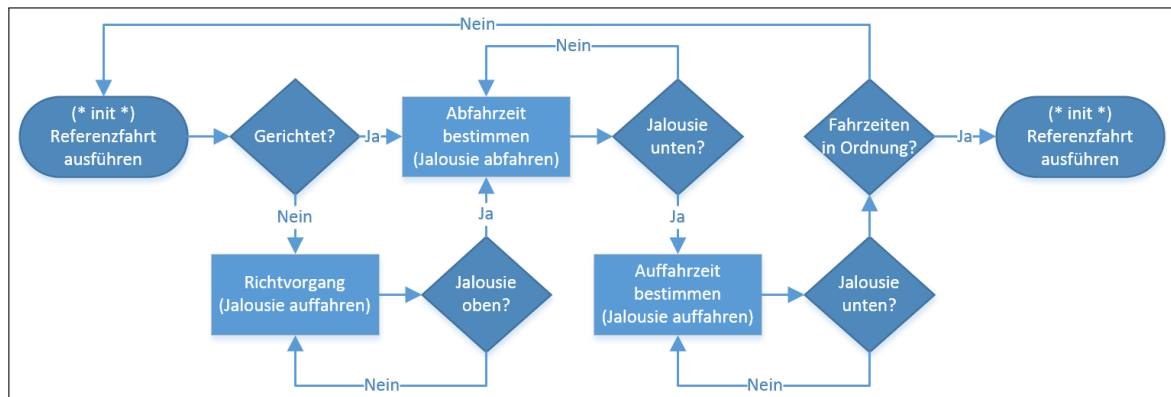 Nein
Nein
(* init *)
Referenzfahrt
ausführen
Gerichtet?
Ja
Abfahrzeit
bestimmen
(Jalousie abfahren)
Jalousie
unten?
Fahrzeiten
in Ordnung?
Ja
(* init *)
Referenzfahrt
ausführen
Nein
Ja
Ja
Richtvorgang
(Jalousie auffahren)
Jalousie
oben?
Auffahrzeit
bestimmen
(Jalousie auffahren)
Jalousie
unten?
Nein
Nein